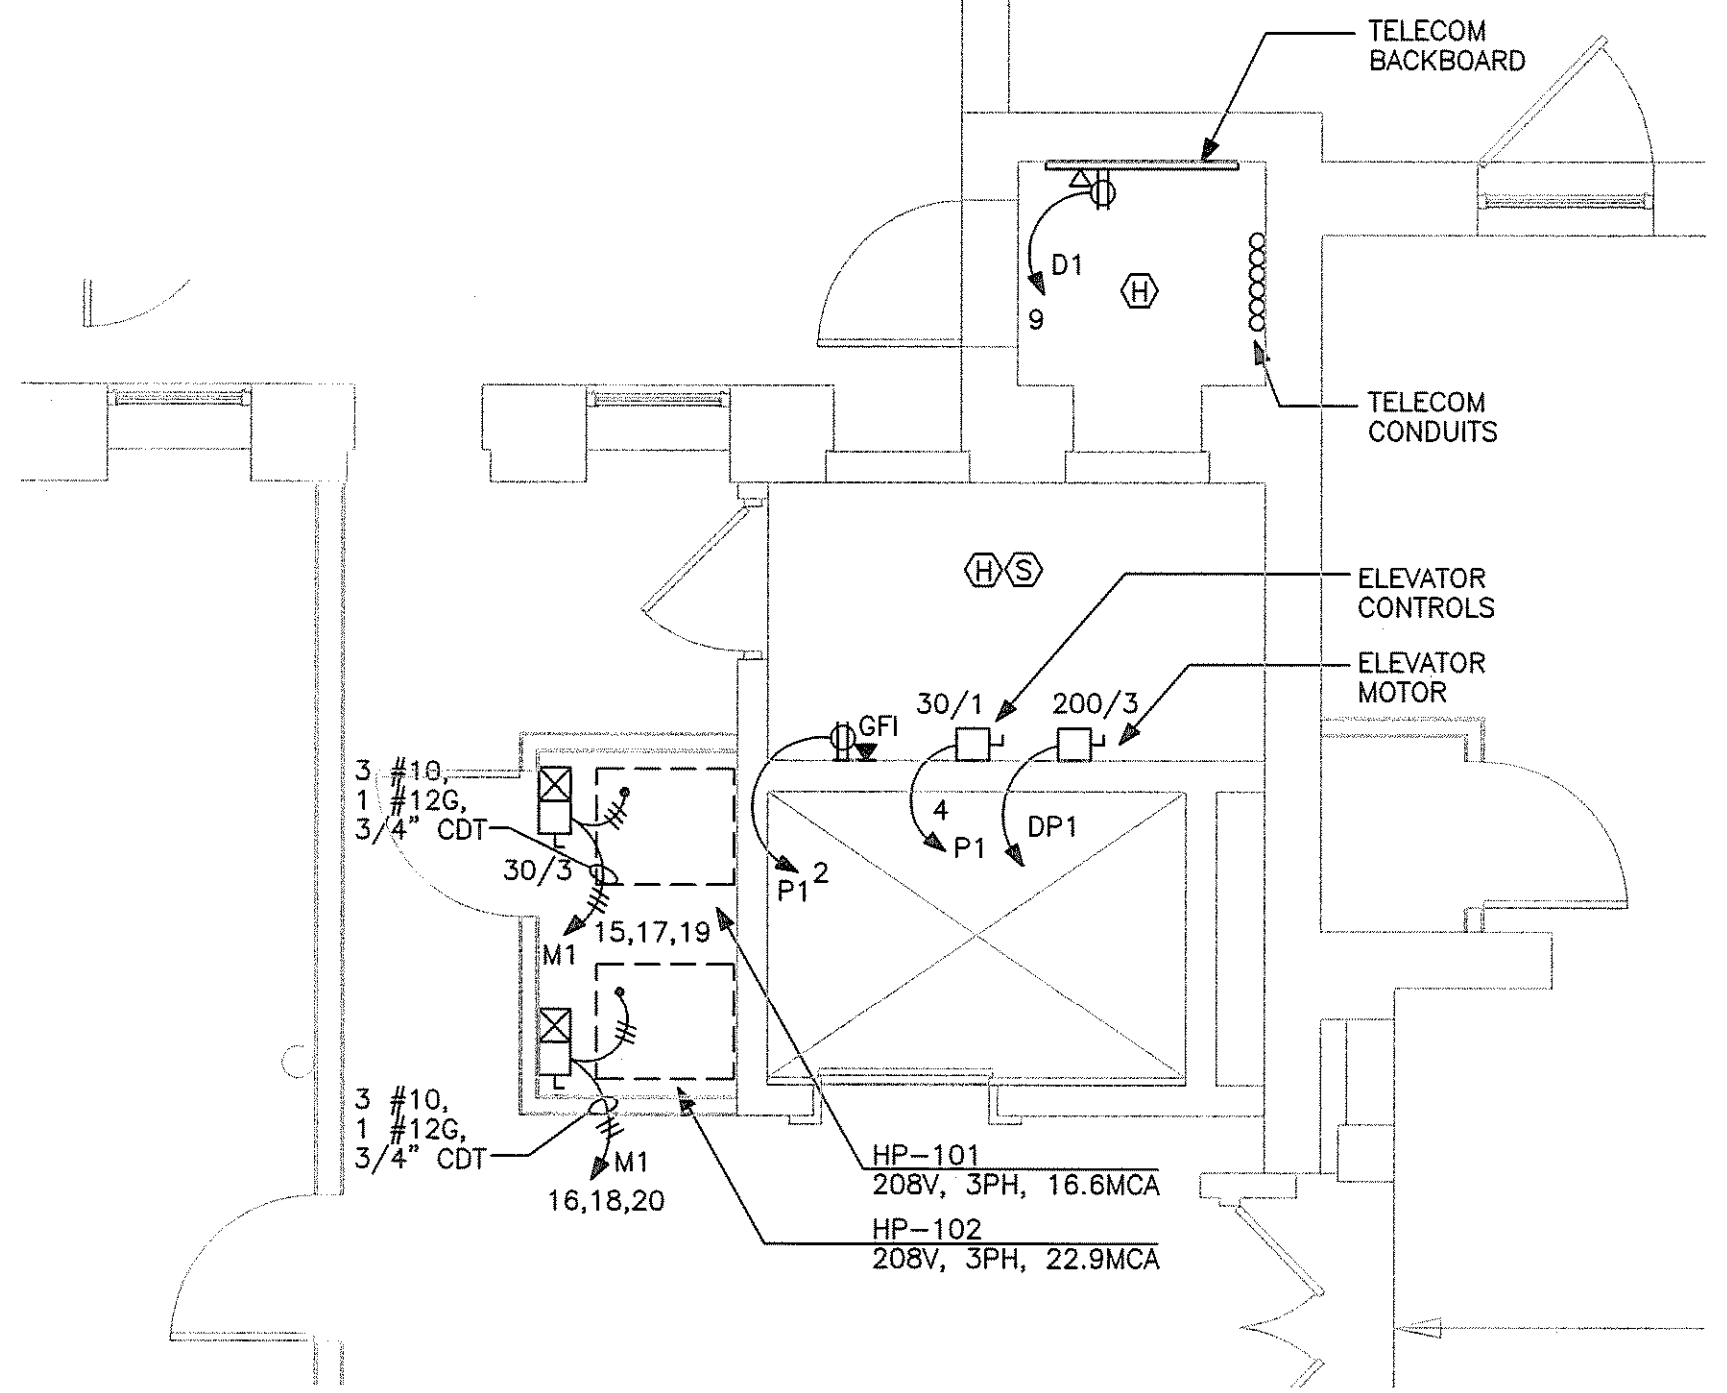 TELECOM
BACKBOARD
D1
H
9
TELECOM
CONDUITS
H S
ELEVATOR
CONTROLS
ELEVATOR
MOTOR
30/1
200/3
GFI
3 #10,
1 #12G,
3/4" CDT
30/3
4
P1
DP1
P1 2
15,17,19
M1
3 #10,
1 #12G,
3/4" CDT
M1
16,18,20
HP-101
208V, 3PH, 16.6MCA
HP-102
208V, 3PH, 22.9MCA